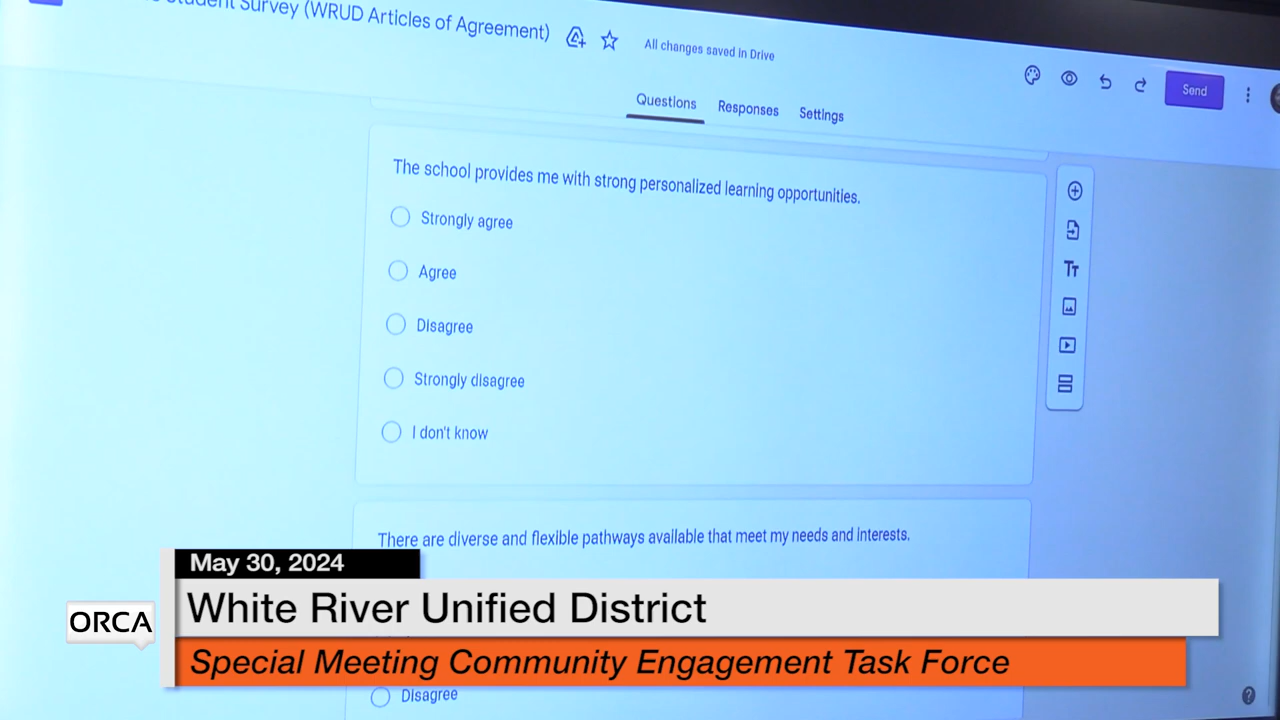 Student Survey (WRUD Articles of Agreement)
All changes saved in Drive
Send
Questions Responses Settings
The school provides me with strong personalized learning opportunities.
Strongly agree
Agree
Disagree
Strongly disagree
I don't know
There are diverse and flexible pathways available that meet my needs and interests.
May 30, 2024
ORCA
White River Unified District
Special Meeting Community Engagement Task Force
Disagree